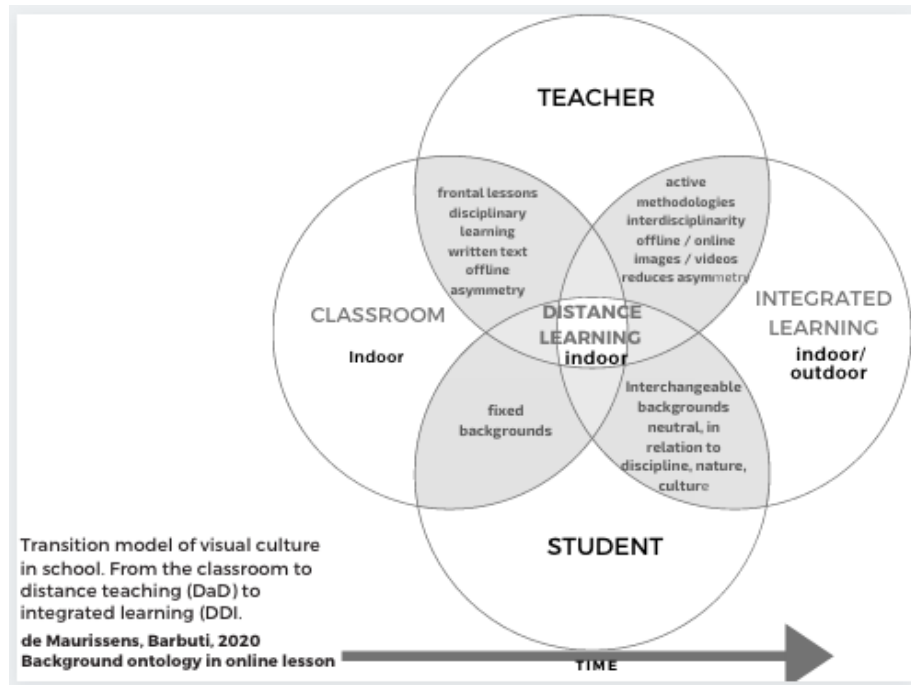 TEACHER
frontal lessons
disciplinary
learning
written text
offline
asymmetry
active
methodologies
interdisciplinarity
offline / online
images / videos
reduces asymmetry
CLASSROOM
Indoor
DISTANCE
LEARNING
indoor
INTEGRATED
LEARNING
indoor/
outdoor
fixed
backgrounds
Interchangeable
backgrounds
neutral, in
relation to
discipline, nature,
culture
STUDENT
Transition model of visual culture
in school. From the classroom to
distance teaching (DaD) to
integrated learning (DDI.
de Maurissens, Barbuti, 2020
Background ontology in online lesson
TIME